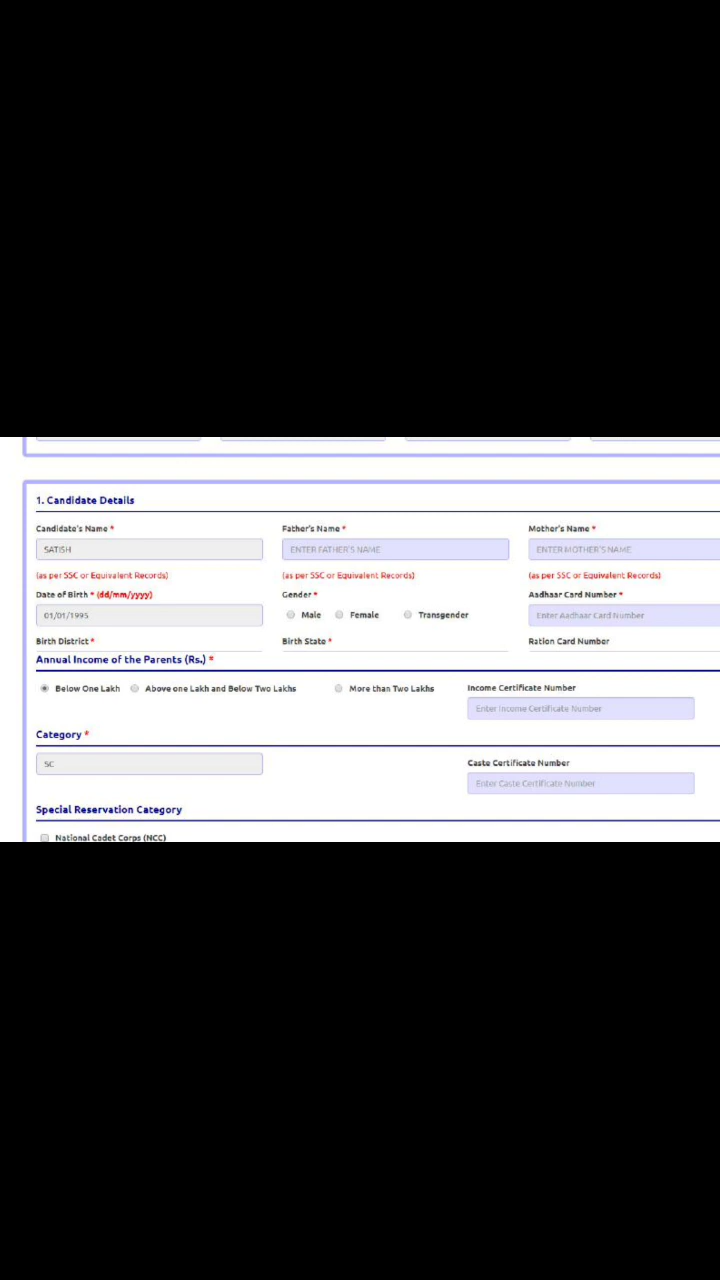 1. Candidate Details
Candidate's Name * Father's Name * Mother's Name *
SATISH ENTER FATHER'S NAME ENTER MOTHER'S NAME
(as per SSC or Equivalent Records) (as per SSC or Equivalent Records) (as per SSC or Equivalent Records)
Date of Birth * (dd/mm/yyyy) Gender * Aadhaar Card Number *
01/01/1995 Male Female Transgender Enter Aadhaar Card Number
Birth District * Birth State * Ration Card Number
Annual Income of the Parents (Rs.) *
Below One Lakh Above one Lakh and Below Two Lakhs More than Two Lakhs Income Certificate Number
Enter Income Certificate Number
Category *
SC Caste Certificate Number
Enter Caste Certificate Number
Special Reservation Category
National Cadet Corps (NCC)